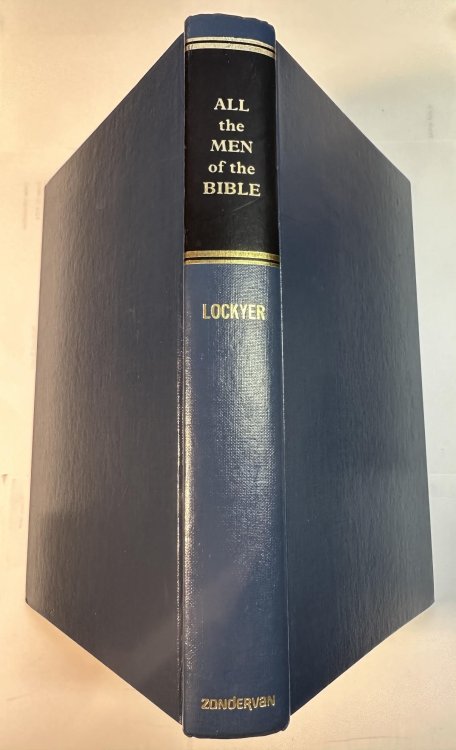 ALL
the
MEN
of the
BIBLE
LOCKYER
ZONDERVAN